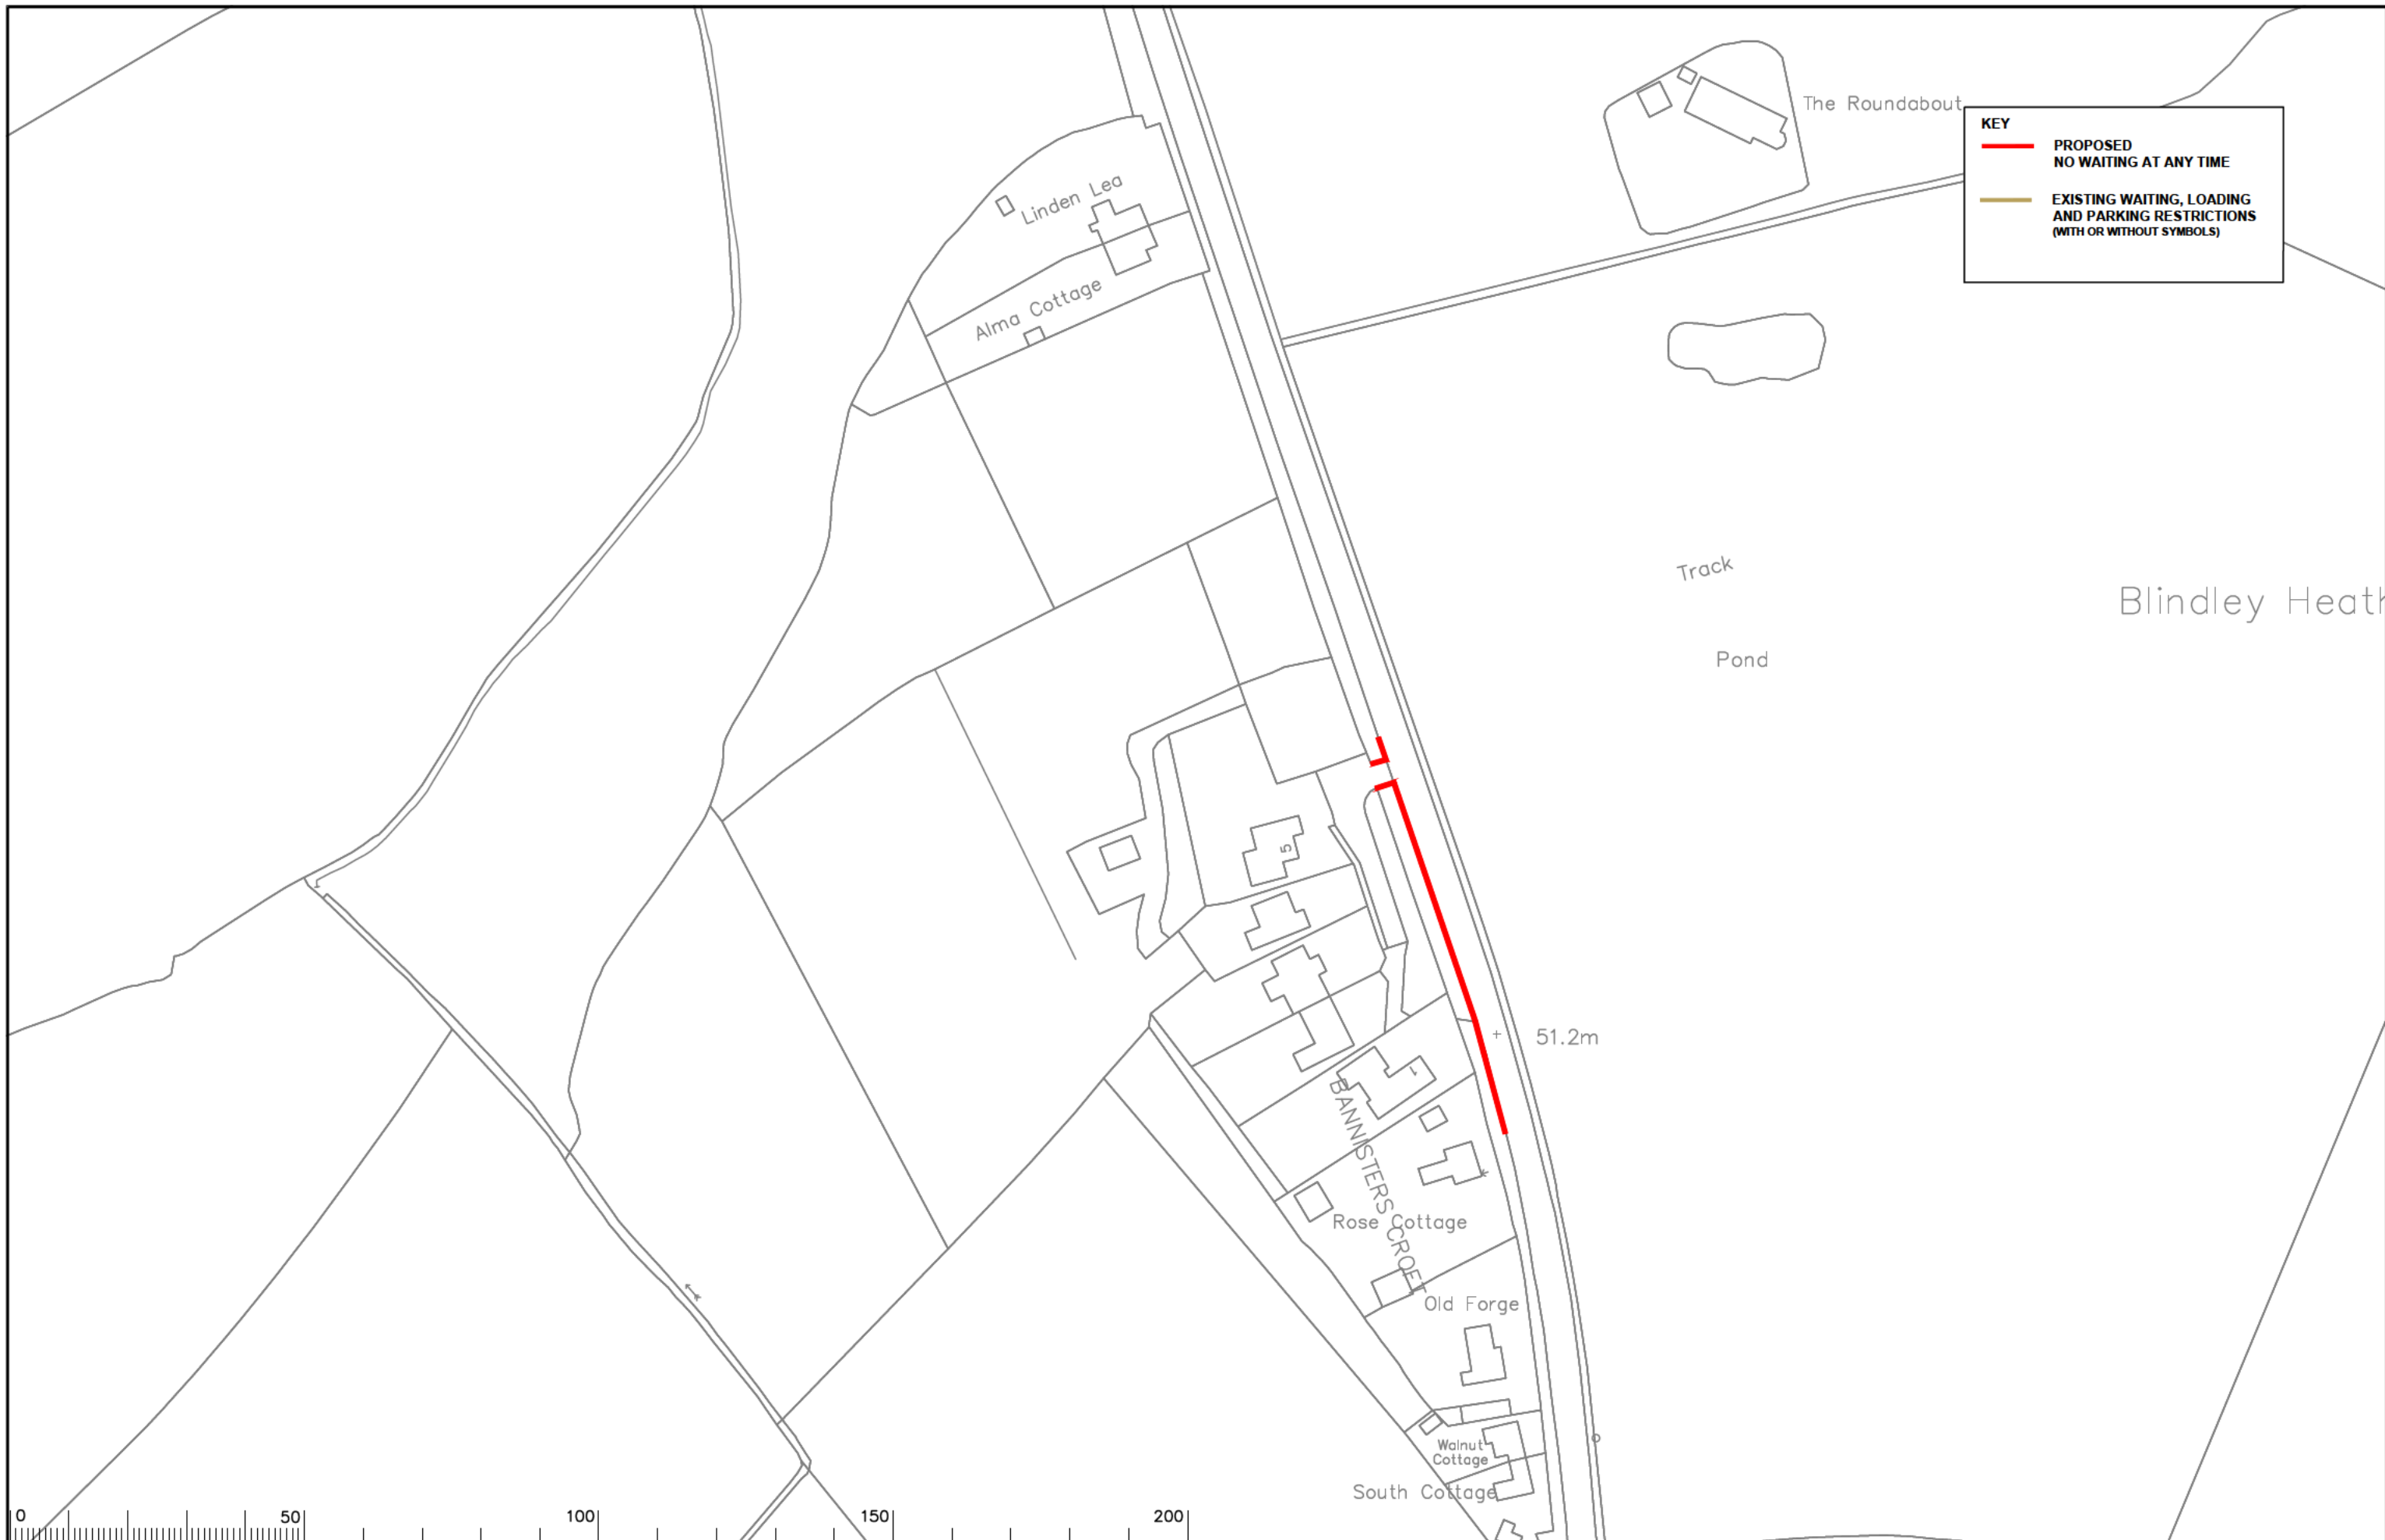 The Roundabout
KEY
PROPOSED
NO WAITING AT ANY TIME
EXISTING WAITING, LOADING
AND PARKING RESTRICTIONS
(WITH OR WITHOUT SYMBOLS)
Linden Lea
Alma Cottage
Track
Blindley Heath
Pond
5
51.2m
1
BANNISTERS CROFT
Rose Cottage
Old Forge
Walnut
Cottage
South Cottage
0
50
100
150
200